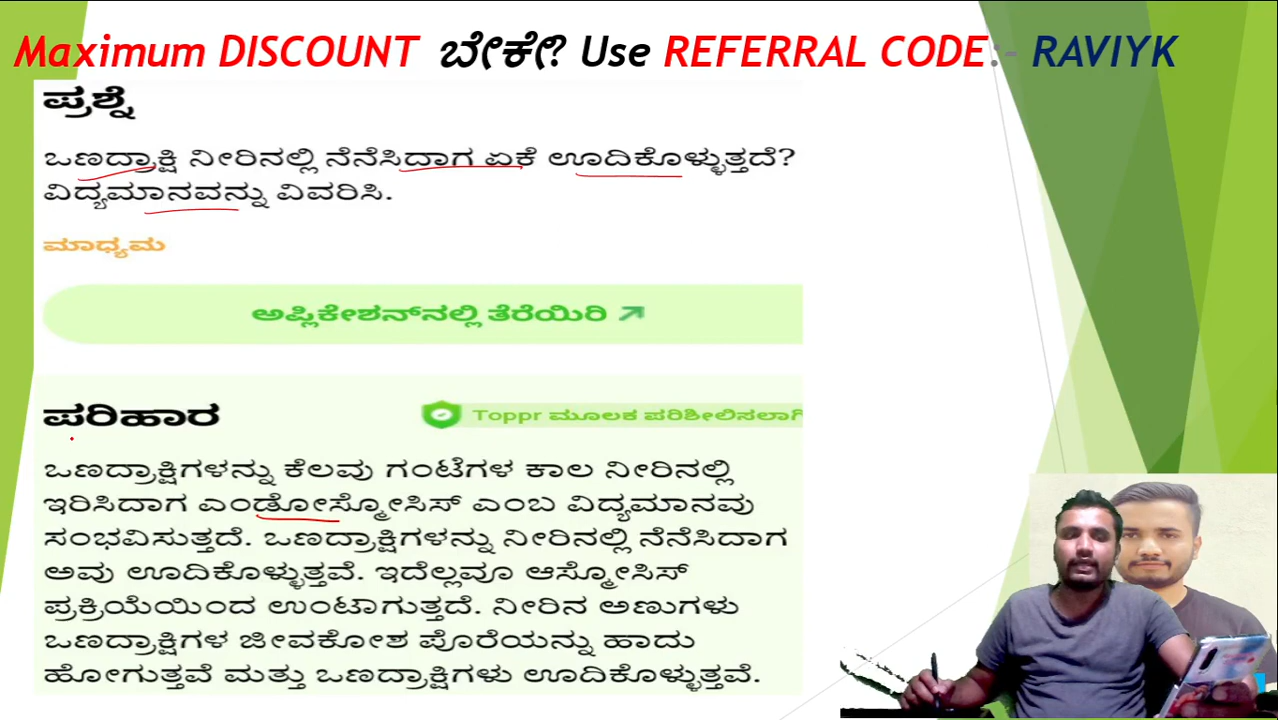 Maximum DISCOUNT ಬೇಕೇ? Use REFERRAL CODE:- RAVIYK
ಪ್ರಶ್ನೆ
ಒಣದ್ರಾಕ್ಷಿ ನೀರಿನಲ್ಲಿ ನೆನೆಸಿದಾಗ ಏಕೆ ಊದಿಕೊಳ್ಳುತ್ತದೆ?
ವಿದ್ಯಮಾನವನ್ನು ವಿವರಿಸಿ.
ಮಾಧ್ಯಮ
ಅಪ್ಲಿಕೇಶನ್‌ನಲ್ಲಿ ತೆರೆಯಿರಿ
ಪರಿಹಾರ
Toppr ಮೂಲಕ ಪರಿಶೀಲಿಸಲಾಗಿ
ಒಣದ್ರಾಕ್ಷಿಗಳನ್ನು ಕೆಲವು ಗಂಟೆಗಳ ಕಾಲ ನೀರಿನಲ್ಲಿ
ಇರಿಸಿದಾಗ ಎಂಡೋಸ್ಮೋಸಿಸ್ ಎಂಬ ವಿದ್ಯಮಾನವು
ಸಂಭವಿಸುತ್ತದೆ. ಒಣದ್ರಾಕ್ಷಿಗಳನ್ನು ನೀರಿನಲ್ಲಿ ನೆನೆಸಿದಾಗ
ಅವು ಊದಿಕೊಳ್ಳುತ್ತವೆ. ಇದೆಲ್ಲವೂ ಆಸ್ಮೋಸಿಸ್
ಪ್ರಕ್ರಿಯೆಯಿಂದ ಉಂಟಾಗುತ್ತದೆ. ನೀರಿನ ಅಣುಗಳು
ಒಣದ್ರಾಕ್ಷಿಗಳ ಜೀವಕೋಶ ಪೊರೆಯನ್ನು ಹಾದು
ಹೋಗುತ್ತವೆ ಮತ್ತು ಒಣದ್ರಾಕ್ಷಿಗಳು ಊದಿಕೊಳ್ಳುತ್ತವೆ.